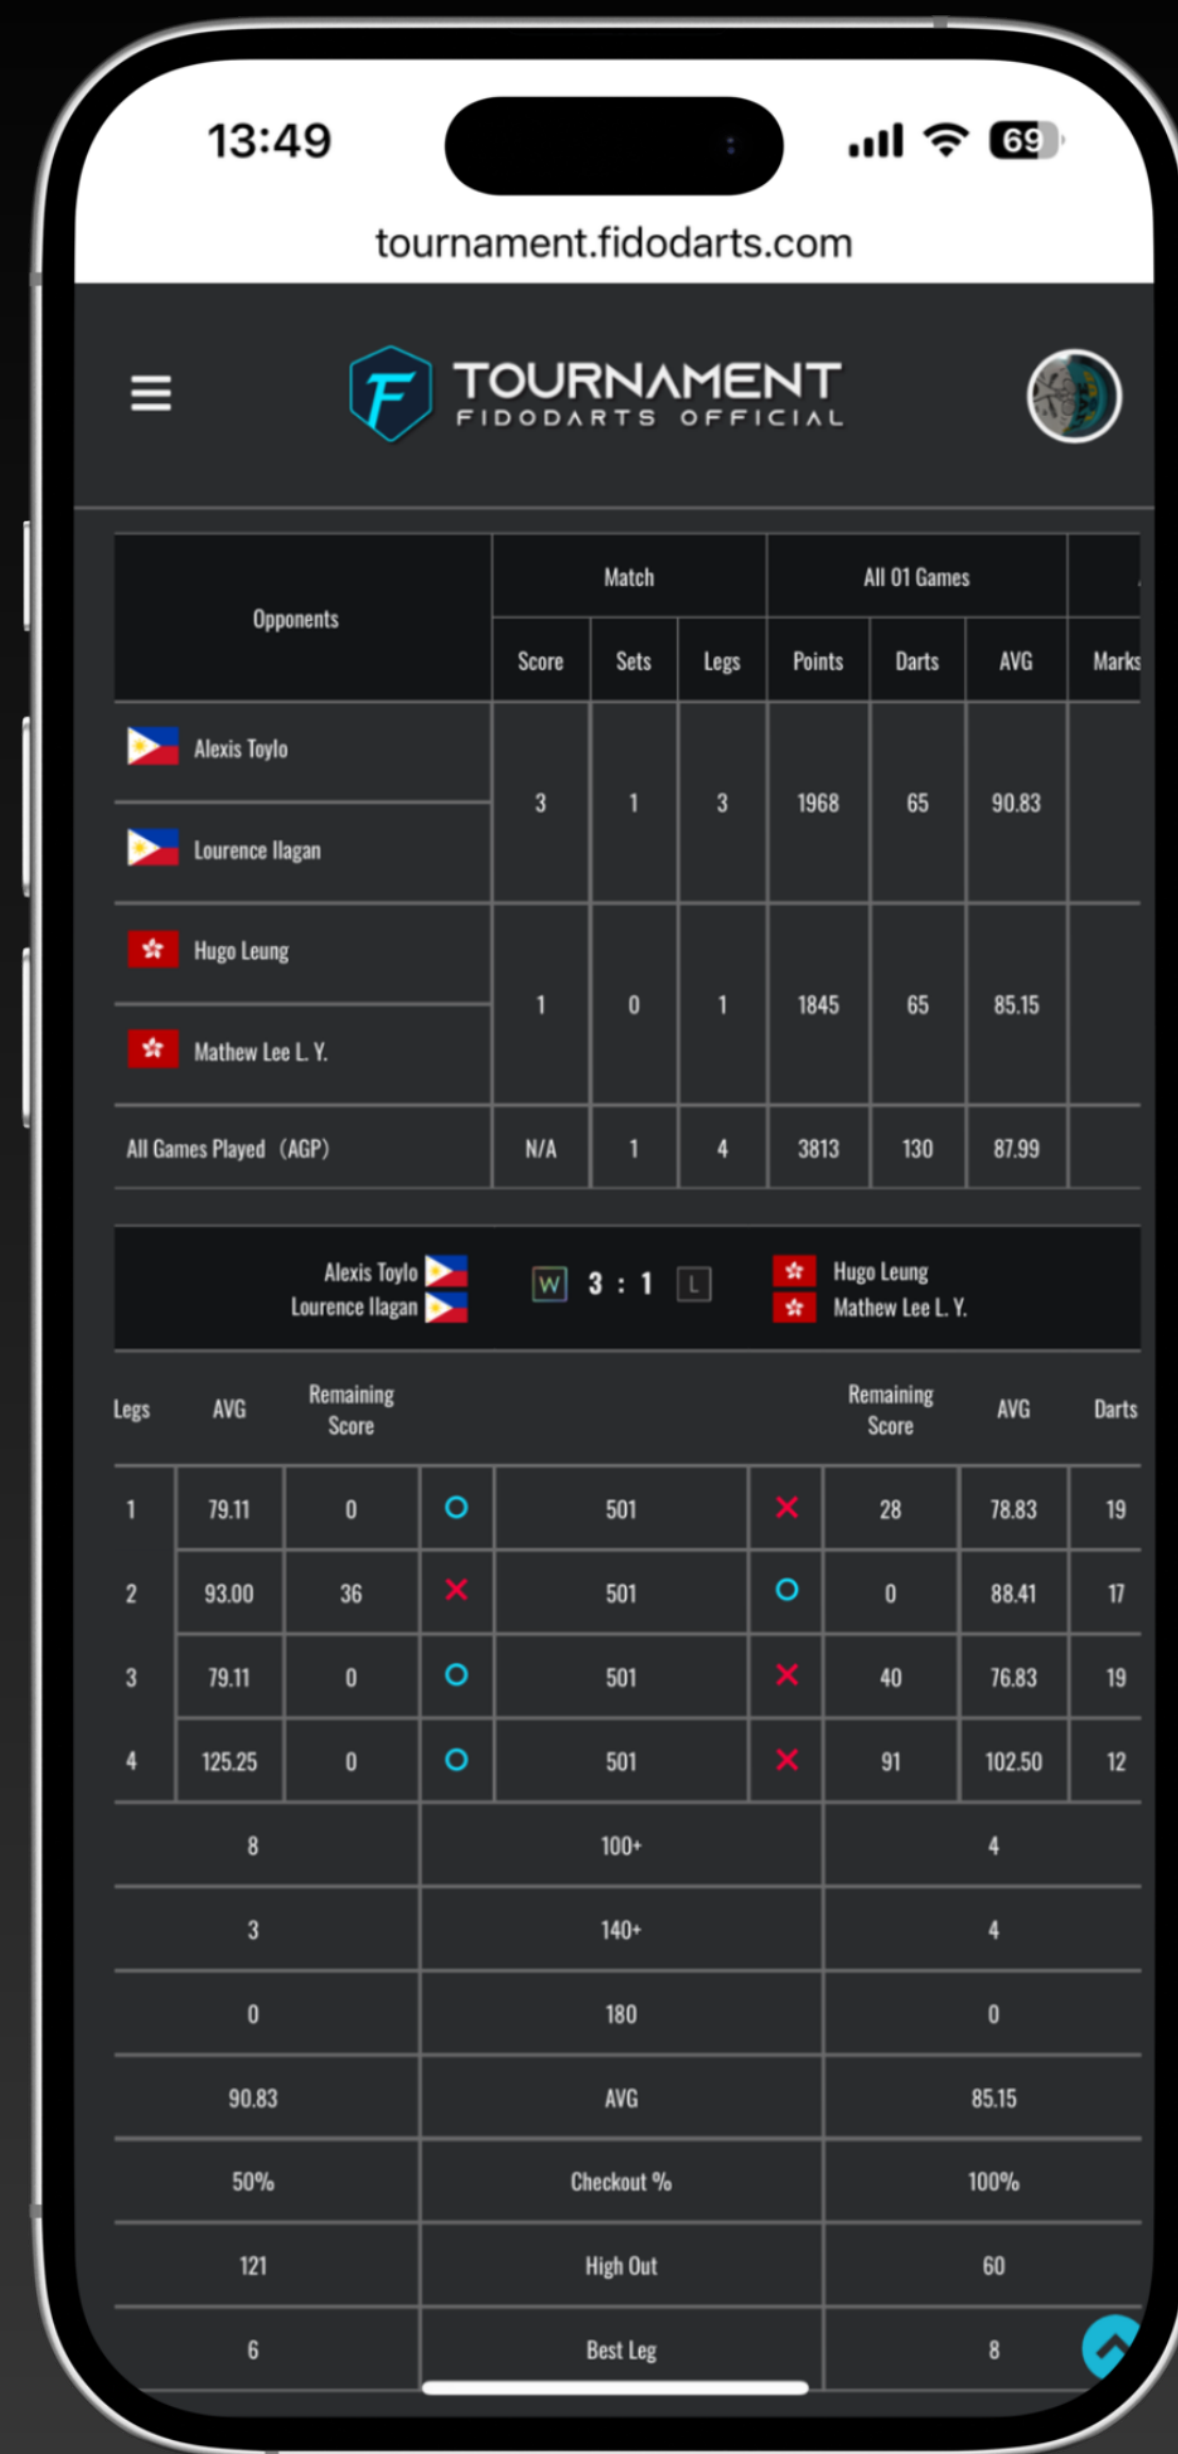 13:49
69
tournament.fidodarts.com
F TOURNAMENT
FIDODARTS OFFICIAL
Opponents Match All 01 Games
Score Sets Legs Points Darts AVG Marks
Alexis Toylo
Lourence Ilagan
3 1 3 1968 65 90.83
Hugo Leung
Mathew Lee L. Y.
1 0 1 1845 65 85.15
All Games Played (AGP) N/A 1 4 3813 130 87.99
Alexis Toylo
Lourence Ilagan
W 3 : 1 L
Hugo Leung
Mathew Lee L. Y.
Legs AVG Remaining Score Remaining Score AVG Darts
1 79.11 0 501 28 78.83 19
2 93.00 36 501 0 88.41 17
3 79.11 0 501 40 76.83 19
4 125.25 0 501 91 102.50 12
8 100+ 4
3 140+ 4
0 180 0
90.83 AVG 85.15
50% Checkout % 100%
121 High Out 60
6 Best Leg 8